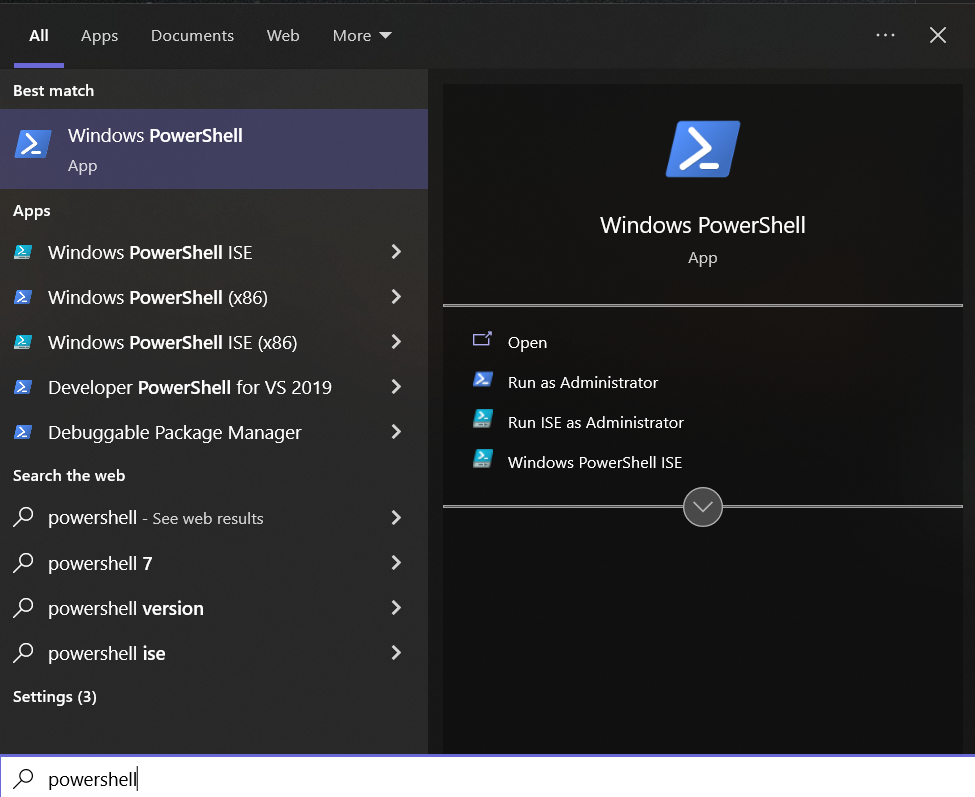 All Apps Documents Web More
Best match
Windows PowerShell
App
Apps
Windows PowerShell ISE
Windows PowerShell (x86)
Windows PowerShell ISE (x86)
Developer PowerShell for VS 2019
Debuggable Package Manager
Search the web
powershell - See web results
powershell 7
powershell version
powershell ise
Settings (3)
Windows PowerShell
App
Open
Run as Administrator
Run ISE as Administrator
Windows PowerShell ISE
powershell